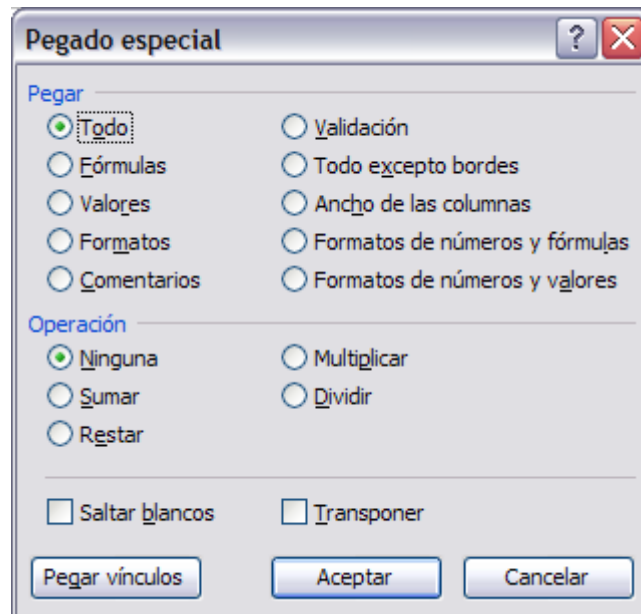 Pegado especial
Pegar
Todo Validación
Fórmulas Todo excepto bordes
Valores Ancho de las columnas
Formatos Formatos de números y fórmulas
Comentarios Formatos de números y valores
Operación
Ninguna Multiplicar
Sumar Dividir
Restar
Saltar blancos Transponer
Pegar vínculos Aceptar Cancelar